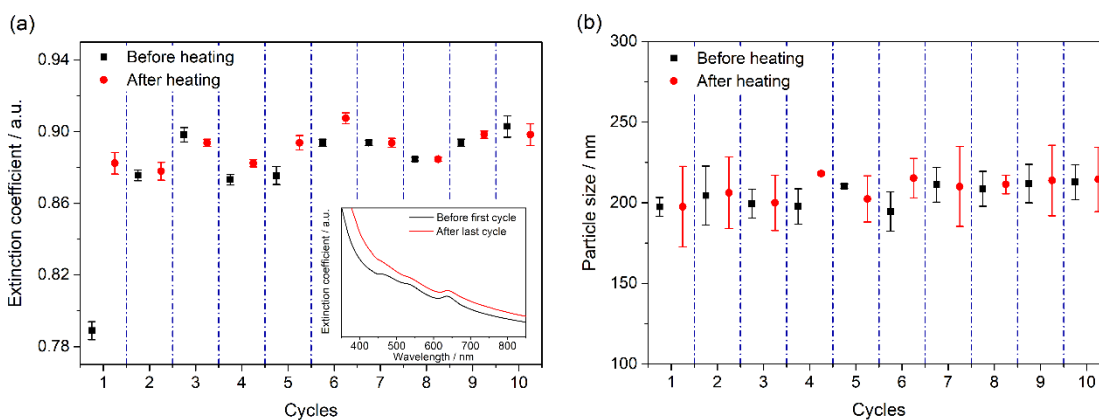 (a)
Extinction coefficient / a.u.
0.94
0.90
0.86
0.82
0.78
Before heating
After heating
Extinction coefficient / a.u.
Before first cycle
After last cycle
400 500 600 700 800
Wavelength / nm
1 2 3 4 5 6 7 8 9 10
Cycles
(b)
Particle size / nm
300
250
200
150
100
Before heating
After heating
1 2 3 4 5 6 7 8 9 10
Cycles